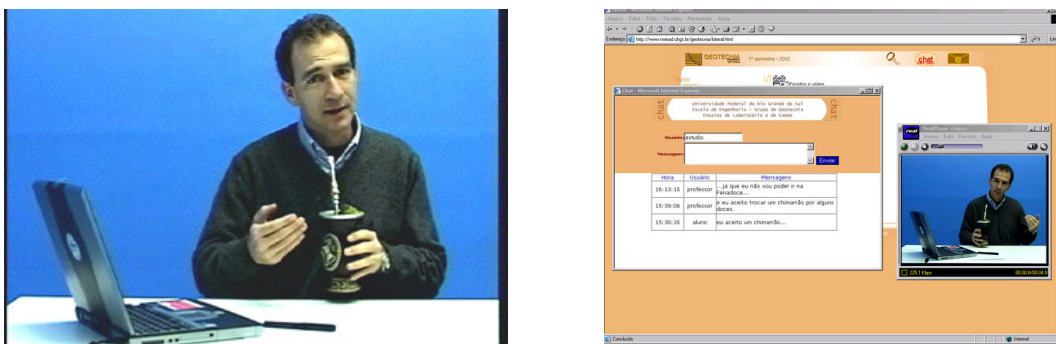 Arquivo Editar Exibir Favoritos Ferramentas Ajuda
Endereço http://www.nnead.ufrgs.br/geotecnia/lateral.html
GEOTECNIA 1º semestre - 2002 chat
Chat - Microsoft Internet Explorer
chat
Universidade Federal do Rio Grande do Sul
Escola de Engenharia - Grupo de Geotecnia
Ensaios de Laboratório e de Campo
chat
Usuário: estudio
Mensagem:
Enviar
Hora Usuário Mensagens
16:13:15 professor ...já que eu não vou poder ir na
Fenadoce...
15:39:06 professor e eu aceito trocar um chimarrão por alguns
doces.
15:30:35 aluno eu aceito um chimarrão...
real
Arquivo Exibir Favoritos Ajuda
225,1 Kbps
Concluído
Internet